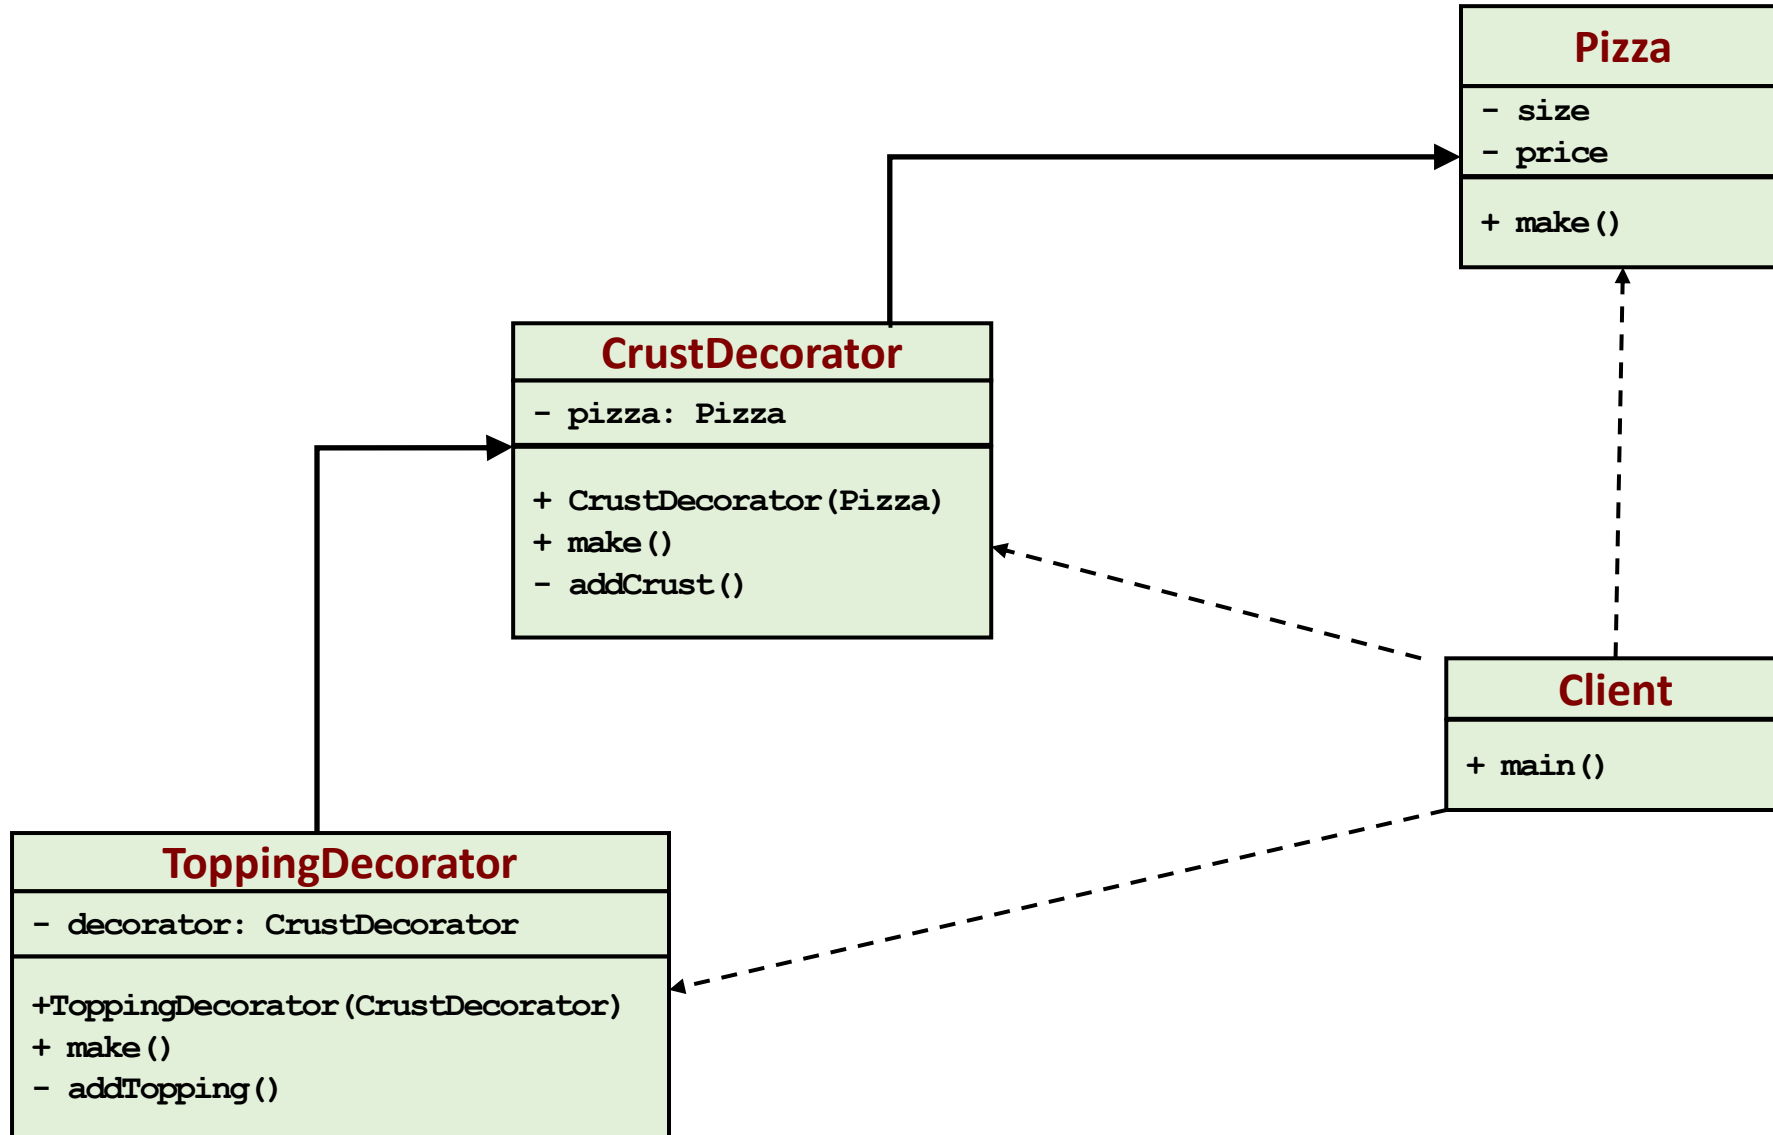 Pizza
- size
- price
+ make()
CrustDecorator
- pizza: Pizza
+ CrustDecorator(Pizza)
+ make()
- addCrust()
Client
+ main()
ToppingDecorator
- decorator: CrustDecorator
+ToppingDecorator(CrustDecorator)
+ make()
- addTopping()